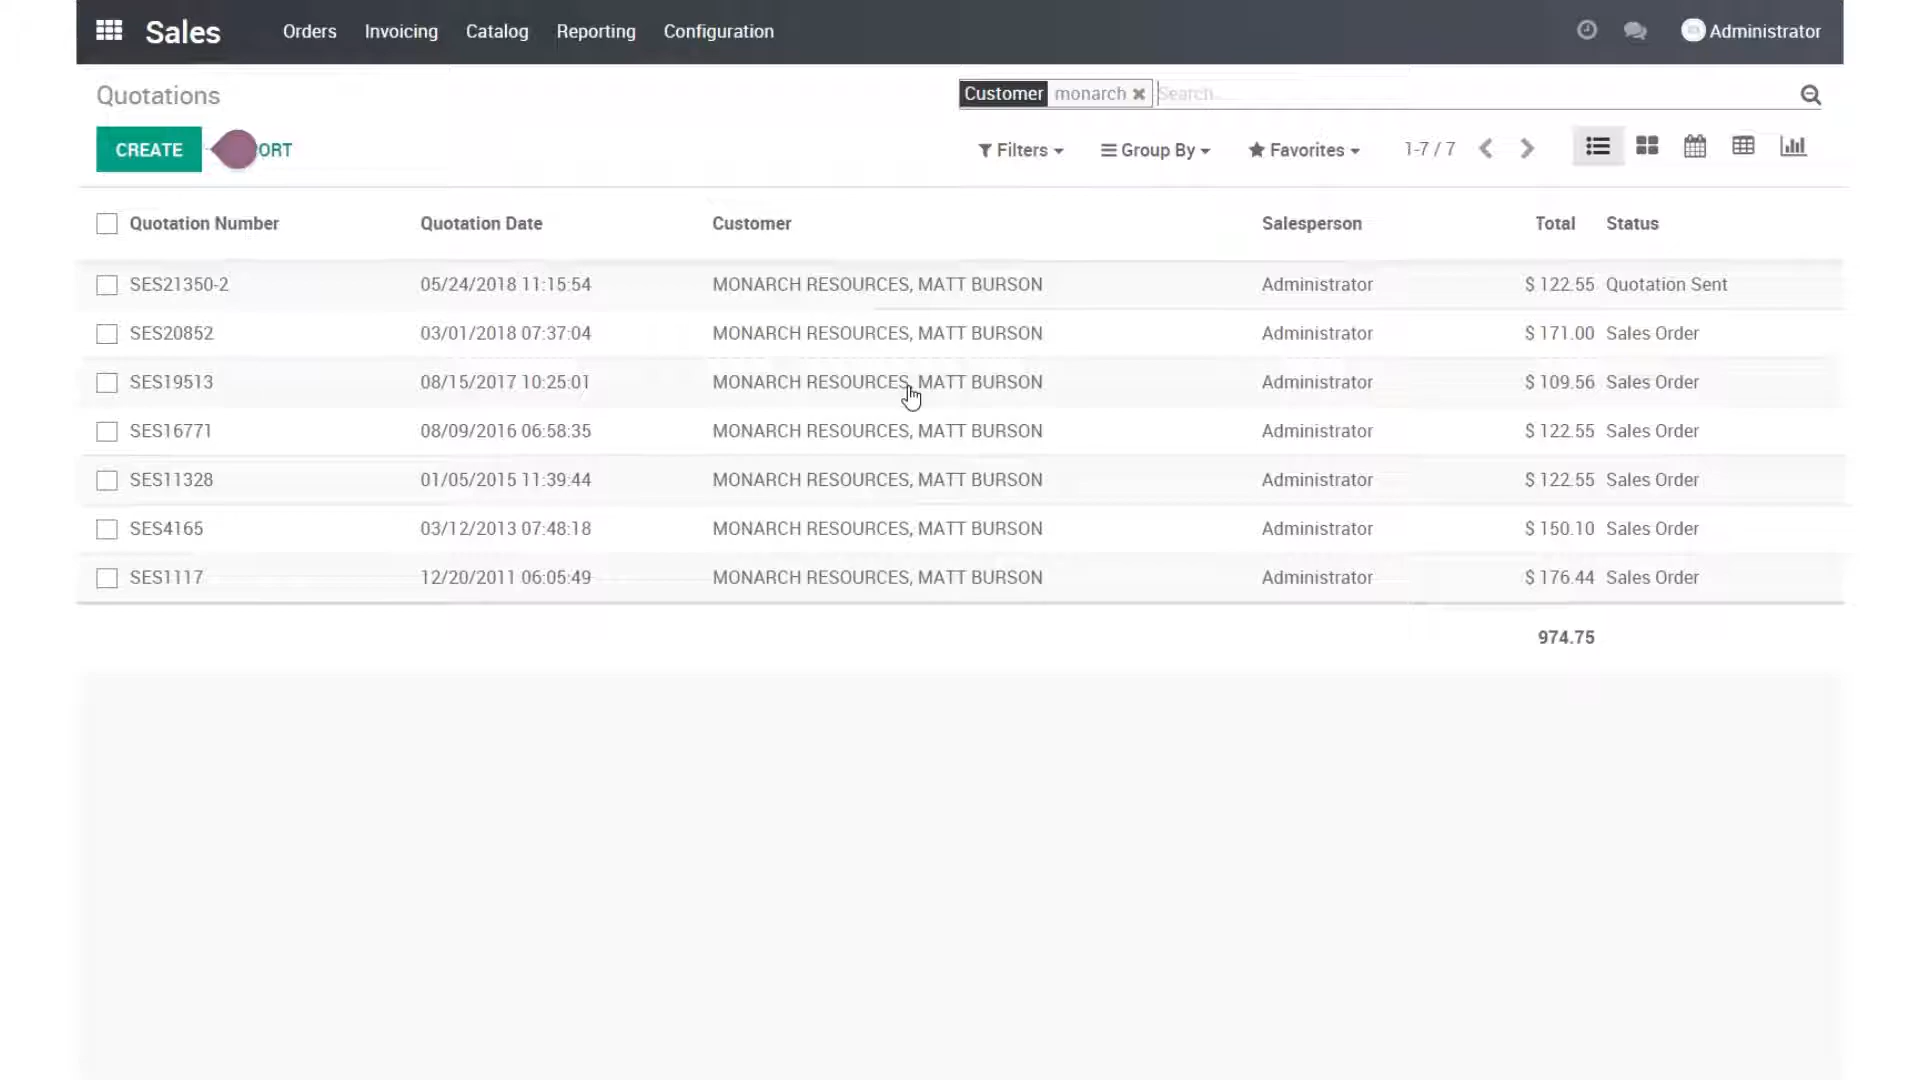 Sales Orders Invoicing Catalog Reporting Configuration Administrator
Quotations Customer monarch Search...
CREATE ORT Filters Group By Favorites 1-7 / 7
Quotation Number Quotation Date Customer Salesperson Total Status
SES21350-2 05/24/2018 11:15:54 MONARCH RESOURCES, MATT BURSON Administrator $ 122.55 Quotation Sent
SES20852 03/01/2018 07:37:04 MONARCH RESOURCES, MATT BURSON Administrator $ 171.00 Sales Order
SES19513 08/15/2017 10:25:01 MONARCH RESOURCES, MATT BURSON Administrator $ 109.56 Sales Order
SES16771 08/09/2016 06:58:35 MONARCH RESOURCES, MATT BURSON Administrator $ 122.55 Sales Order
SES11328 01/05/2015 11:39:44 MONARCH RESOURCES, MATT BURSON Administrator $ 122.55 Sales Order
SES4165 03/12/2013 07:48:18 MONARCH RESOURCES, MATT BURSON Administrator $ 150.10 Sales Order
SES1117 12/20/2011 06:05:49 MONARCH RESOURCES, MATT BURSON Administrator $ 176.44 Sales Order
974.75